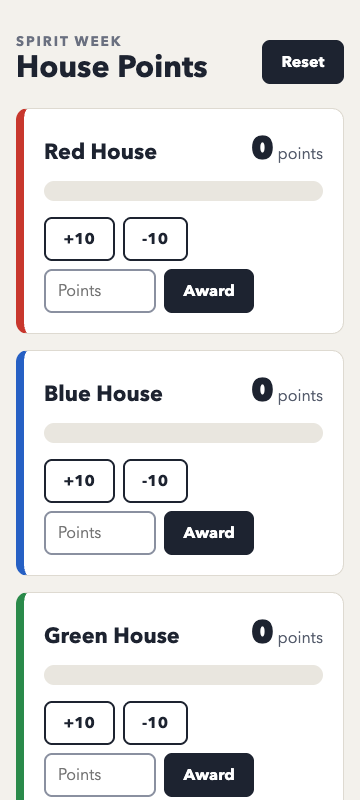 SPIRIT WEEK
House Points
Reset
Red House
0 points
+10 -10
Points Award
Blue House
0 points
+10 -10
Points Award
Green House
0 points
+10 -10
Points Award